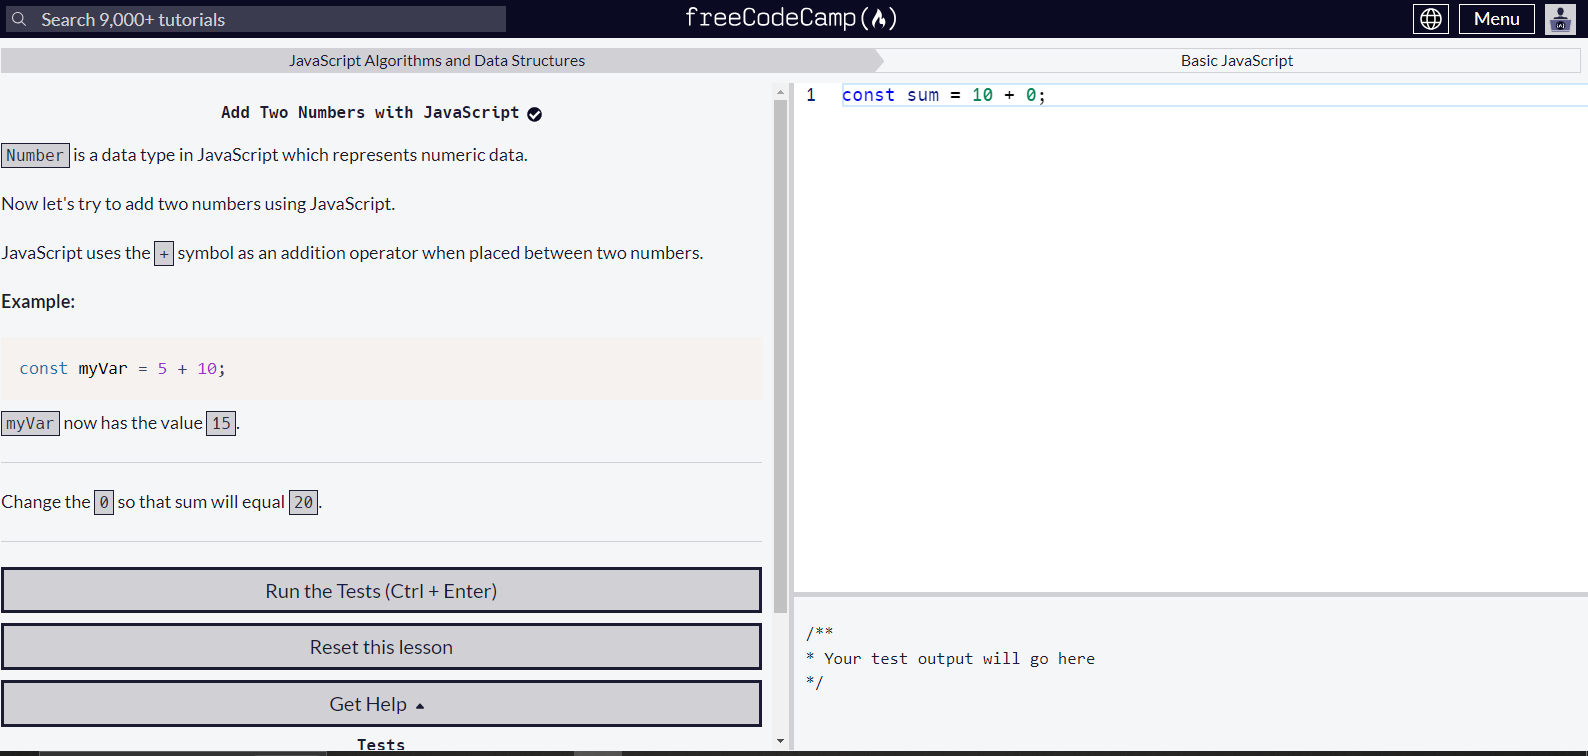 Search 9,000+ tutorials
freeCodeCamp(🔥)
Menu
JavaScript Algorithms and Data Structures
Basic JavaScript
Add Two Numbers with JavaScript
Number is a data type in JavaScript which represents numeric data.
Now let's try to add two numbers using JavaScript.
JavaScript uses the + symbol as an addition operator when placed between two numbers.
Example:
const myVar = 5 + 10;
myVar now has the value 15.
Change the 0 so that sum will equal 20.
Run the Tests (Ctrl + Enter)
Reset this lesson
Get Help
Tests
1 const sum = 10 + 0;
/**
* Your test output will go here
*/